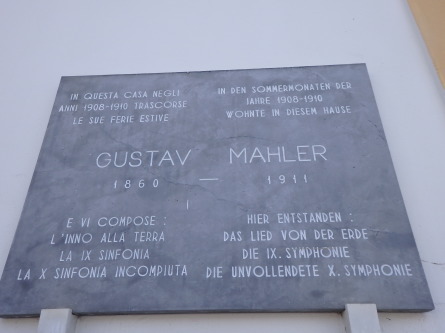 IN QUESTA CASA NEGLI
ANNI 1908-1910 TRASCORSE
LE SUE FERIE ESTIVE
IN DEN SOMMERMONATEN DER
JAHRE 1908-1910
WOHNTE IN DIESEM HAUSE
GUSTAV MAHLER
1860 — 1911
E VI COMPOSE :
L'INNO ALLA TERRA
LA IX SINFONIA
LA X SINFONIA INCOMPIUTA
HIER ENTSTANDEN :
DAS LIED VON DER ERDE
DIE IX. SYMPHONIE
DIE UNVOLLENDETE X. SYMPHONIE